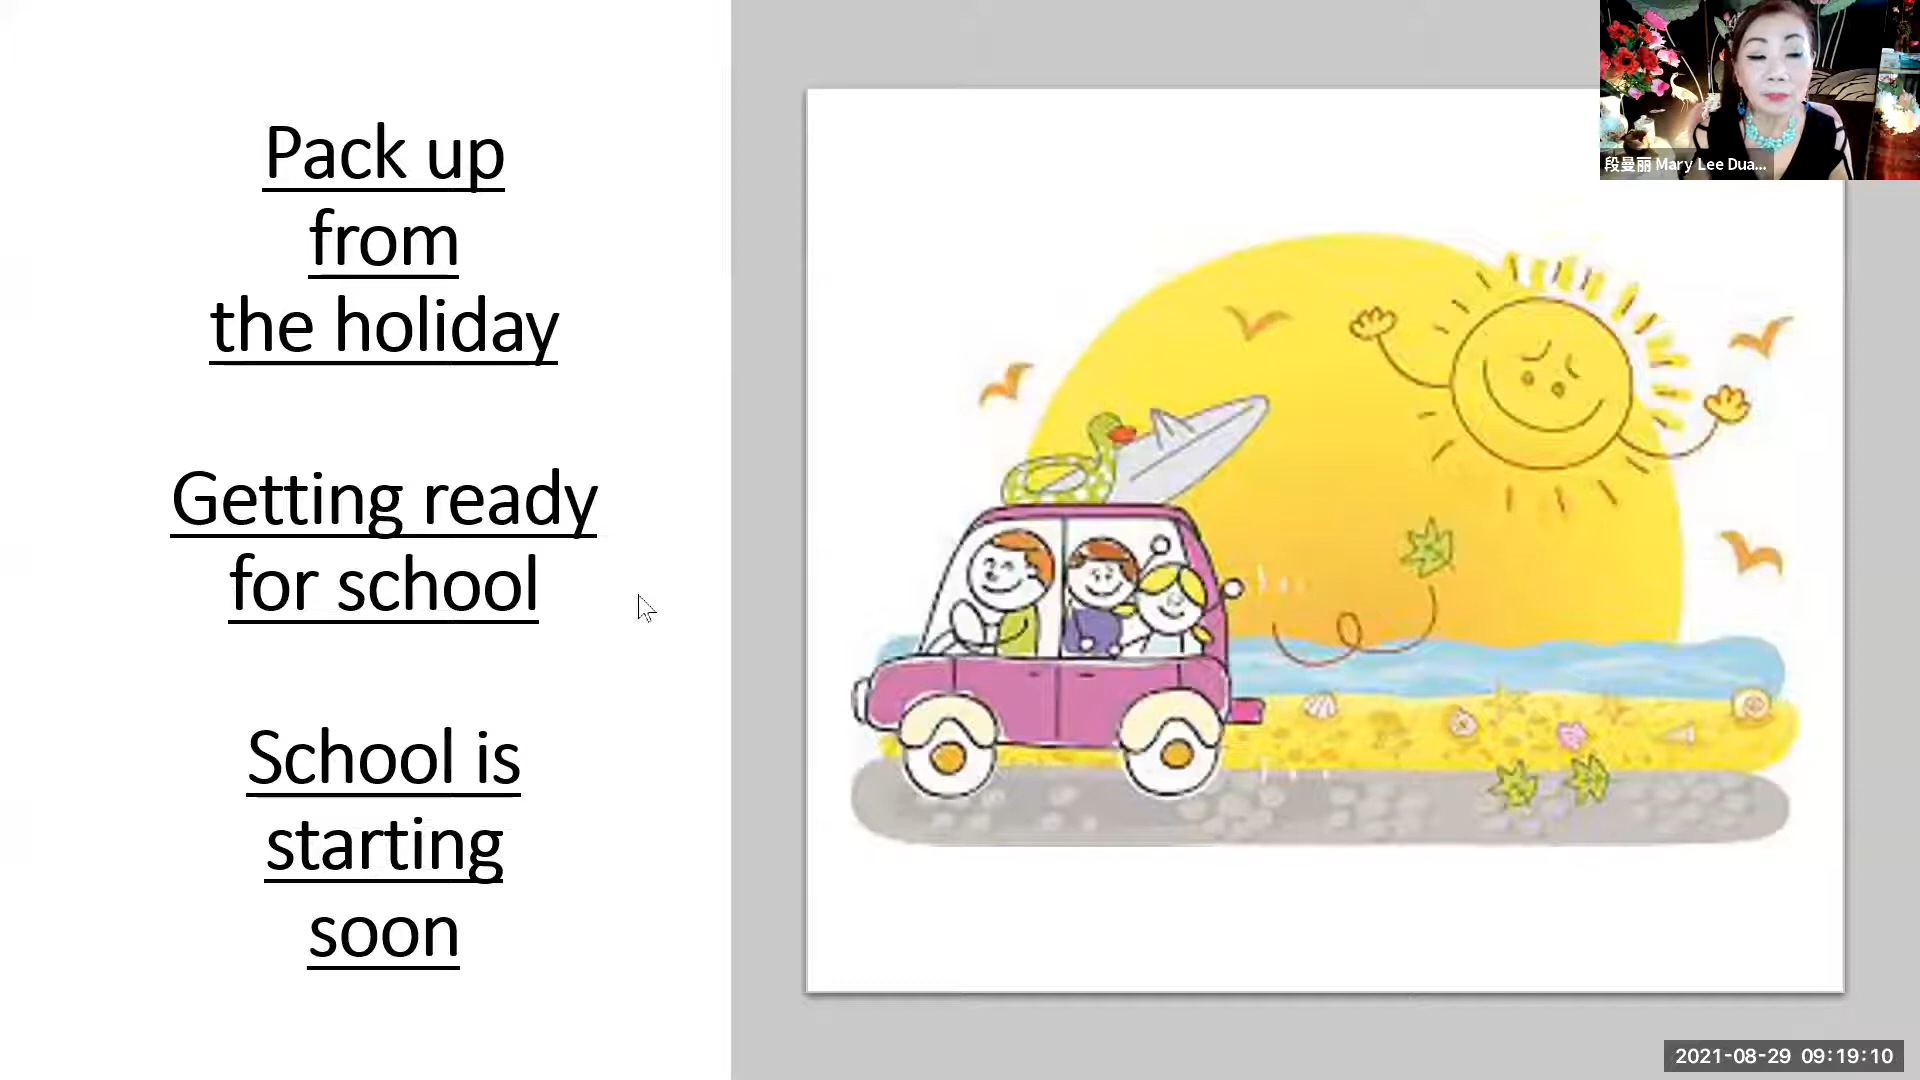 Pack up
from
the holiday
Getting ready
for school
School is
starting
soon
段曼丽 Mary Lee Dua...
2021-08-29 09:19:10